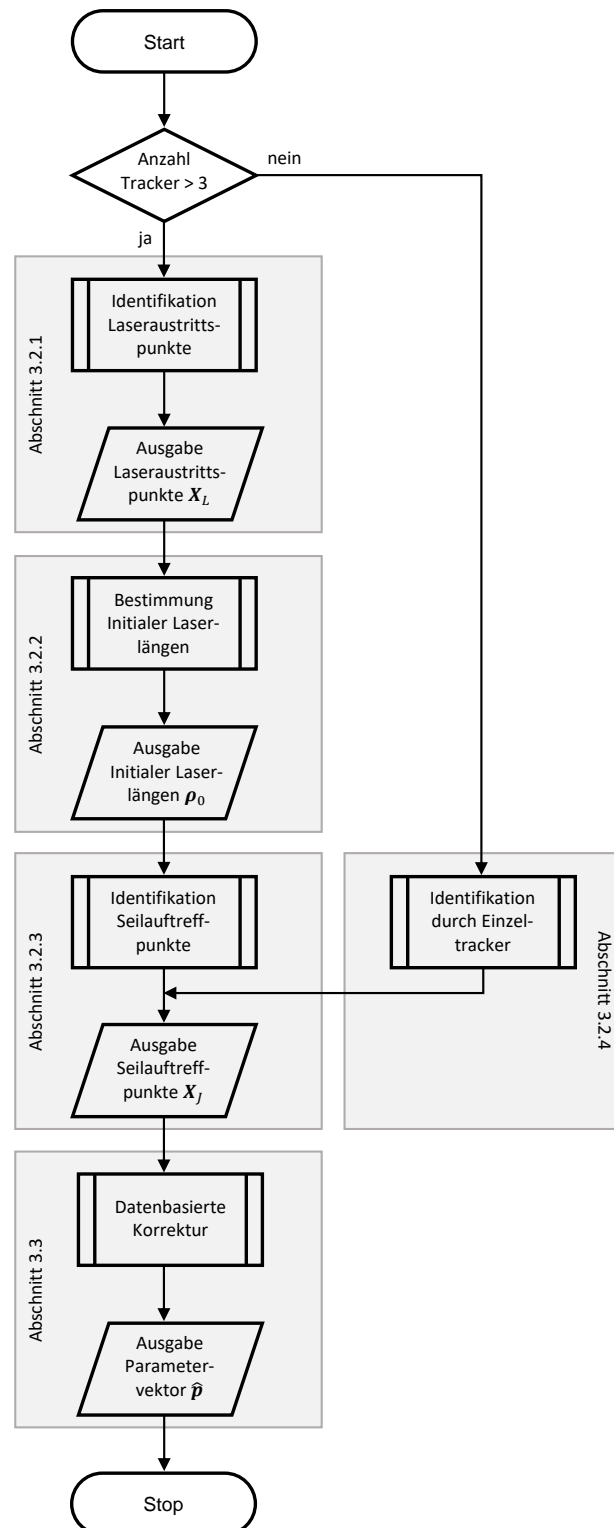 Start
Anzahl
Tracker > 3
nein
ja
Abschnitt 3.2.1
Identifikation
Laseraustritts-
punkte
Ausgabe
Laseraustritts-
punkte X_L
Abschnitt 3.2.2
Bestimmung
Initialer Laser-
längen
Ausgabe
Initialer Laser-
längen ρ_0
Abschnitt 3.2.3
Identifikation
Seilauftreff-
punkte
Identifikation
durch Einzel-
tracker
Abschnitt 3.2.4
Ausgabe
Seilauftreff-
punkte X_J
Abschnitt 3.3
Datenbasierte
Korrektur
Ausgabe
Parameter-
vektor p̂
Stop